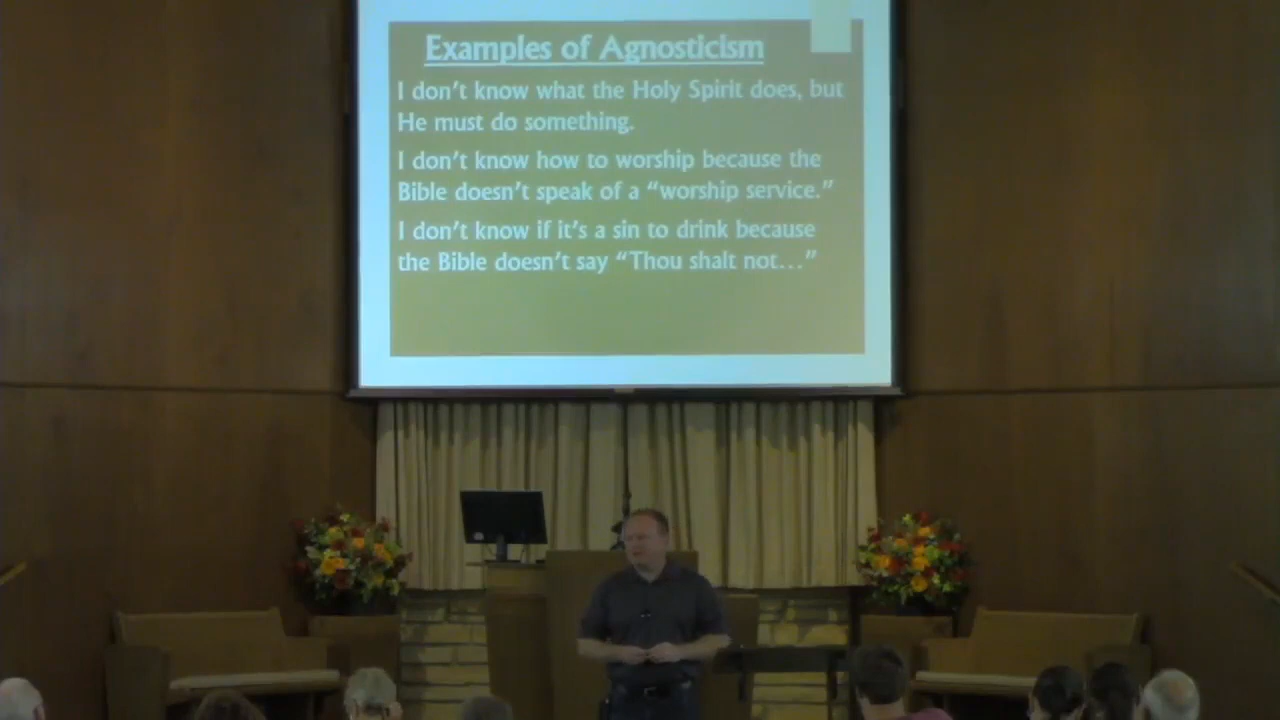 Examples of Agnosticism
I don't know what the Holy Spirit does, but
He must do something.
I don't know how to worship because the
Bible doesn't speak of a “worship service.”
I don't know if it's a sin to drink because
the Bible doesn't say “Thou shalt not...”